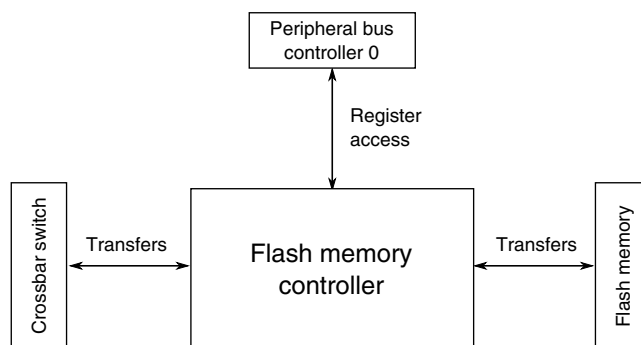 Peripheral bus
controller 0
Register
access
Crossbar switch
Transfers
Flash memory
controller
Transfers
Flash memory